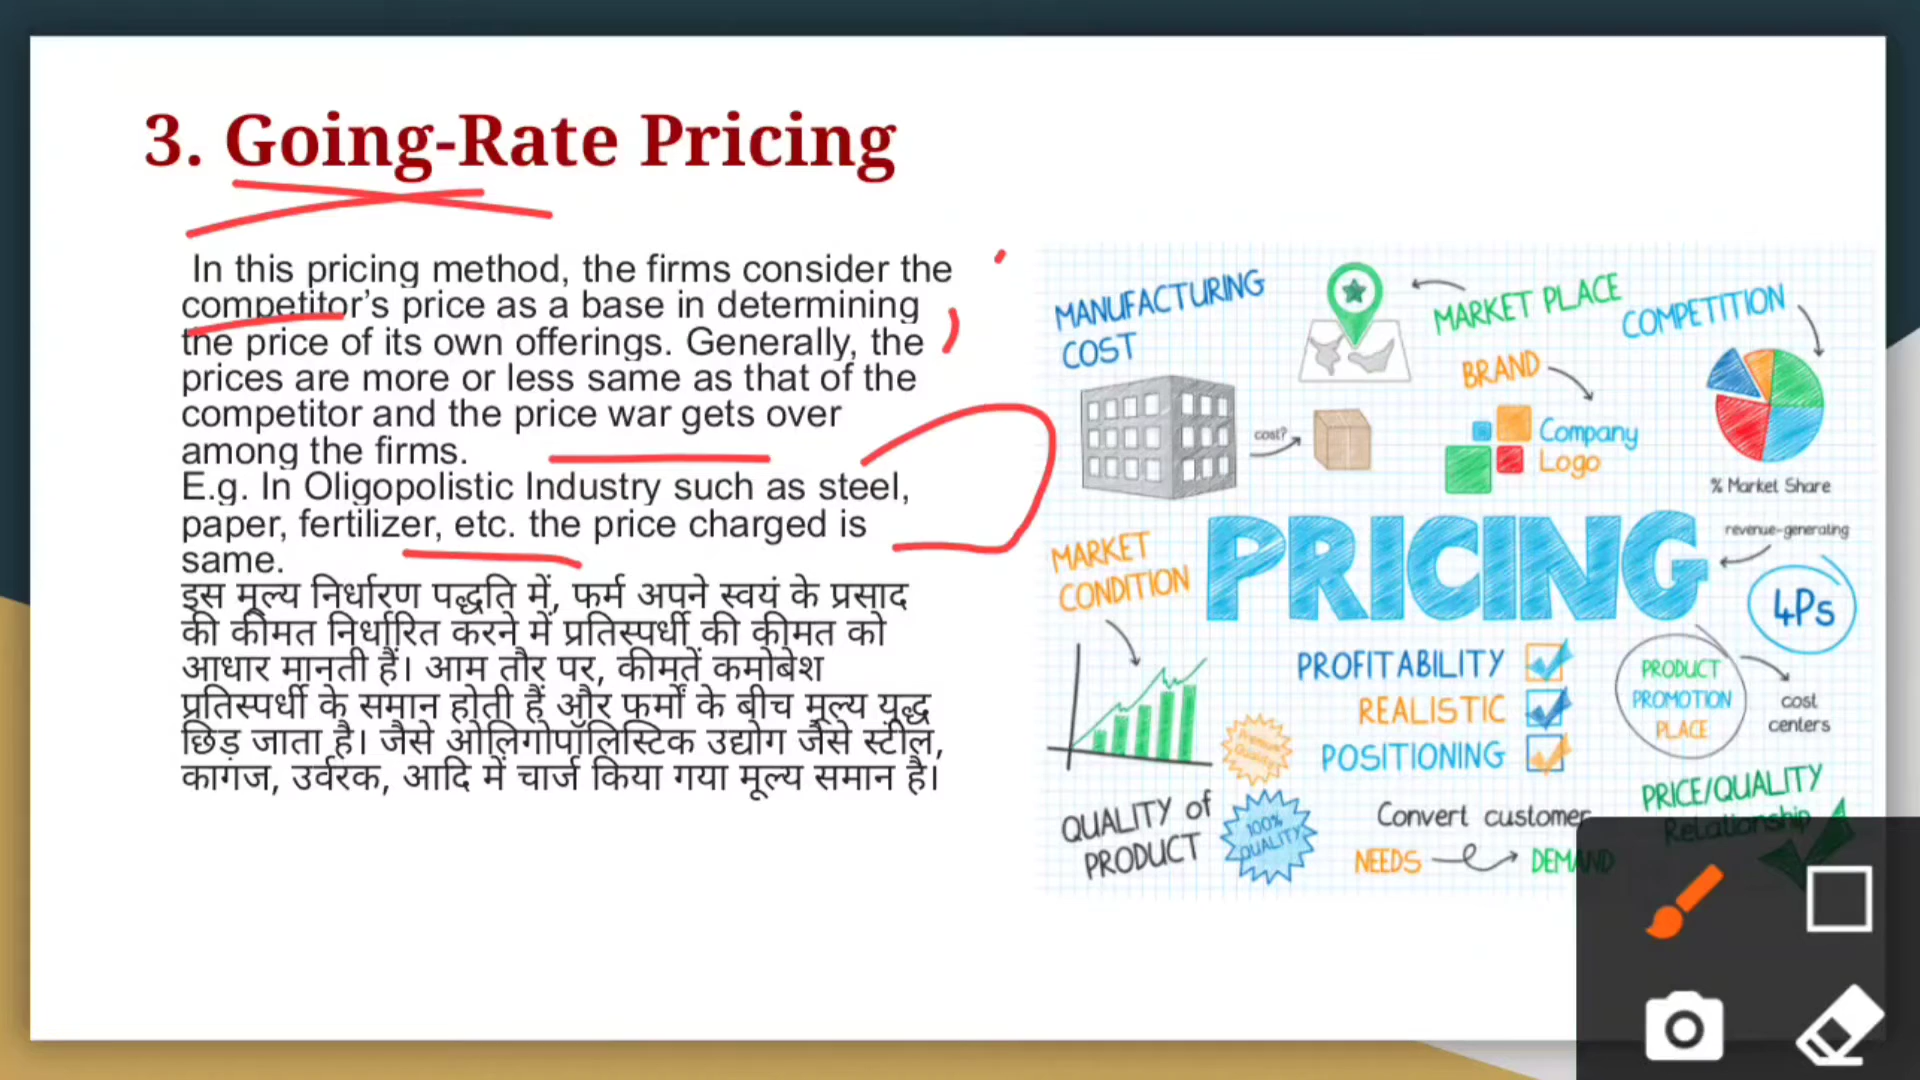 3. Going-Rate Pricing
In this pricing method, the firms consider the
competitor’s price as a base in determining
the price of its own offerings. Generally, the
prices are more or less same as that of the
competitor and the price war gets over
among the firms.
E.g. In Oligopolistic Industry such as steel,
paper, fertilizer, etc. the price charged is
same.
इस मूल्य निर्धारण पद्धति में, फर्म अपने स्वयं के प्रसाद
की कीमत निर्धारित करने में प्रतिस्पर्धी की कीमत को
आधार मानती हैं। आम तौर पर, कीमतें कमोबेश
प्रतिस्पर्धी के समान होती हैं और फर्मों के बीच मूल्य युद्ध
छिड़ जाता है। जैसे ओलिगोपॉलिस्टिक उद्योग जैसे स्टील,
कागज, उर्वरक, आदि में चार्ज किया गया मूल्य समान है।
MANUFACTURING
COST
MARKET PLACE
COMPETITION
BRAND
cost?
Company
Logo
% Market Share
MARKET
CONDITION
PRICING
revenue-generating
4Ps
PROFITABILITY
REALISTIC
POSITIONING
PRODUCT
PROMOTION
PLACE
cost
centers
Premium
Quality
QUALITY of
PRODUCT
100%
QUALITY
Convert customer
NEEDS
DEMAND
PRICE/QUALITY
Relationship